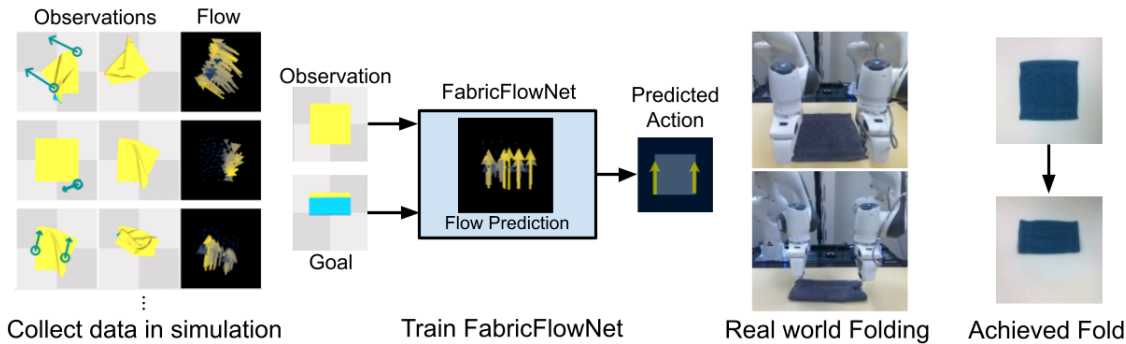 Observations
Flow
Observation
Goal
FabricFlowNet
Flow Prediction
Predicted
Action
Collect data in simulation
Train FabricFlowNet
Real world Folding
Achieved Fold